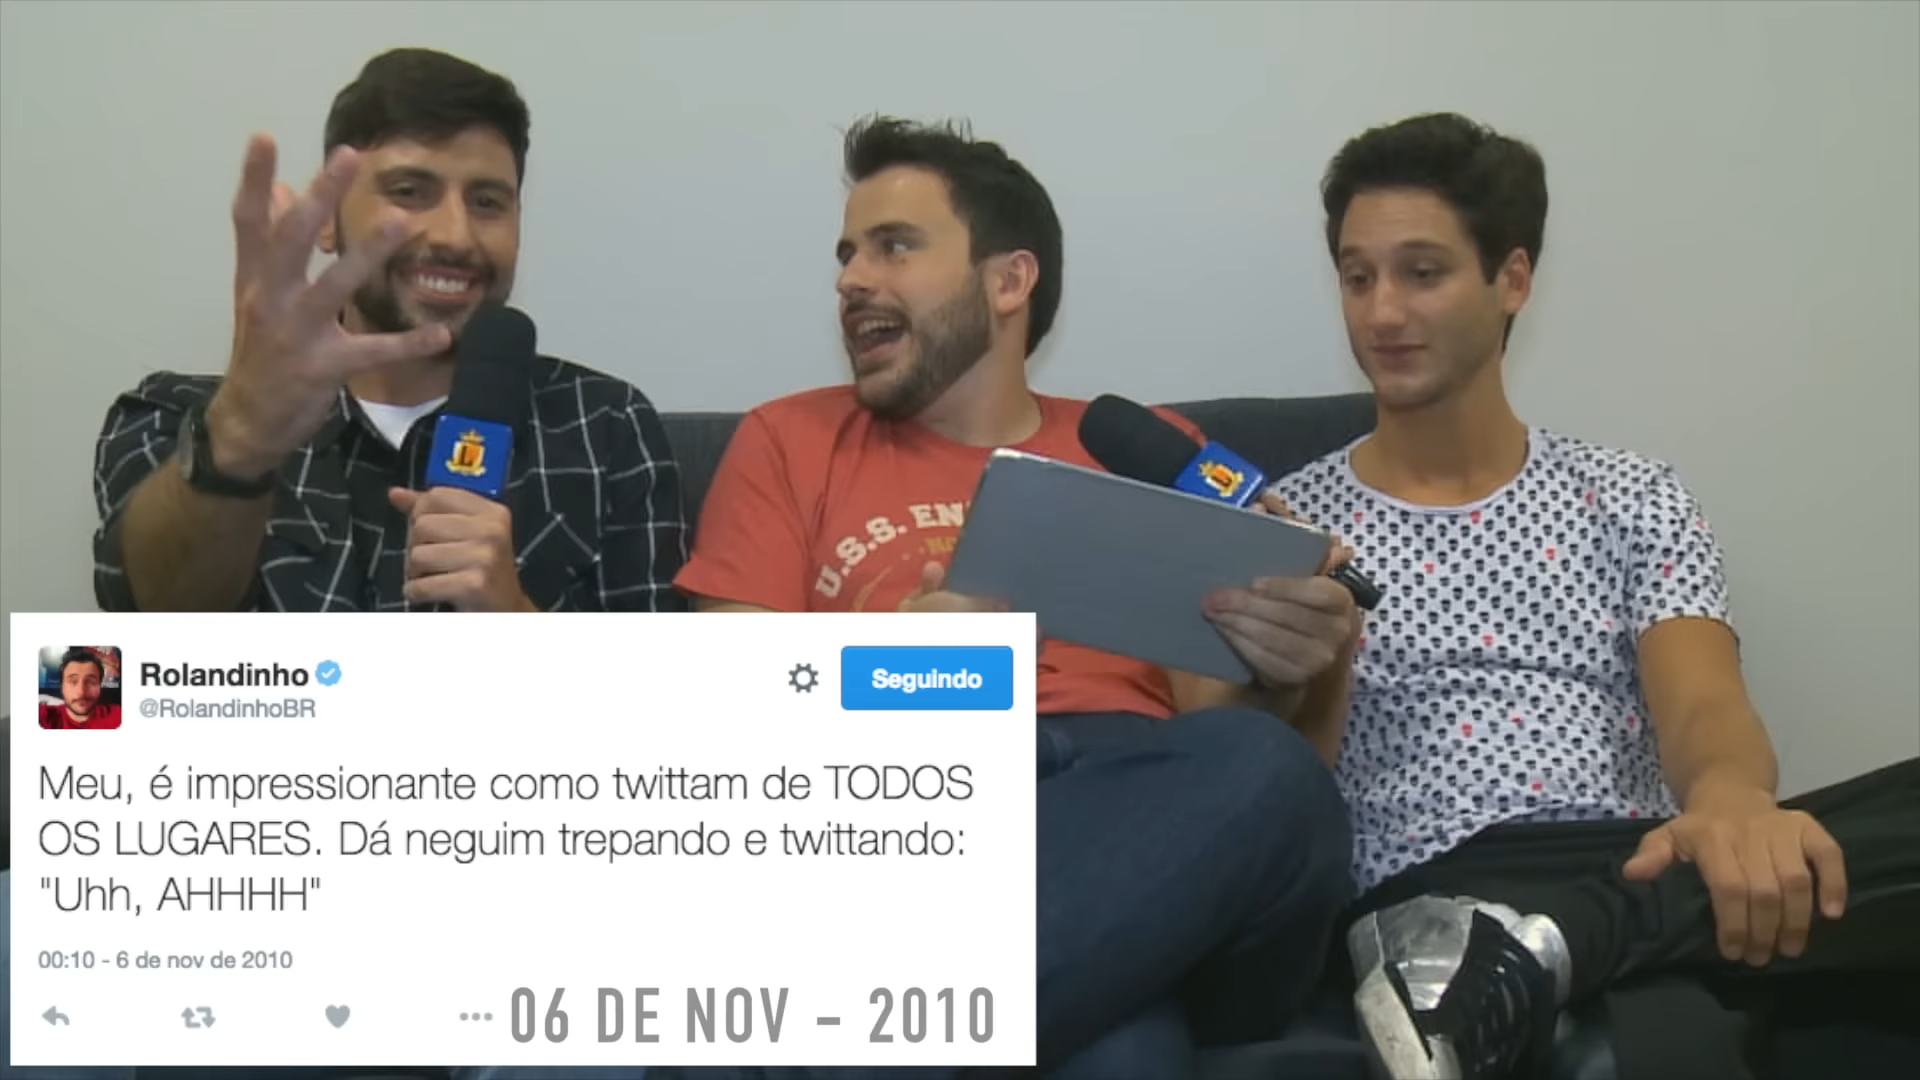 U.S.S. EN
Rolandinho
@RolandinhoBR
Seguindo
Meu, é impressionante como twittam de TODOS
OS LUGARES. Dá neguim trepando e twittando:
"Uhh, AHHHH"
00:10 - 6 de nov de 2010
06 DE NOV - 2010